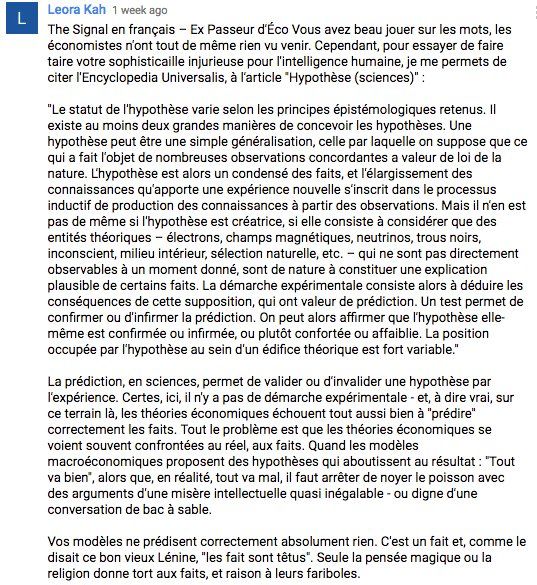 L
Leora Kah 1 week ago
The Signal en français – Ex Passeur d'Éco Vous avez beau jouer sur les mots, les
économistes n'ont tout de même rien vu venir. Cependant, pour essayer de faire
taire votre sophisticaille injurieuse pour l'intelligence humaine, je me permets de
citer l'Encyclopedia Universalis, à l'article "Hypothèse (sciences)" :
"Le statut de l'hypothèse varie selon les principes épistémologiques retenus. Il
existe au moins deux grandes manières de concevoir les hypothèses. Une
hypothèse peut être une simple généralisation, celle par laquelle on suppose que ce
qui a fait l'objet de nombreuses observations concordantes a valeur de loi de la
nature. L'hypothèse est alors un condensé des faits, et l'élargissement des
connaissances qu'apporte une expérience nouvelle s'inscrit dans le processus
inductif de production des connaissances à partir des observations. Mais il n'en est
pas de même si l'hypothèse est créatrice, si elle consiste à considérer que des
entités théoriques – électrons, champs magnétiques, neutrinos, trous noirs,
inconscient, milieu intérieur, sélection naturelle, etc. – qui ne sont pas directement
observables à un moment donné, sont de nature à constituer une explication
plausible de certains faits. La démarche expérimentale consiste alors à déduire les
conséquences de cette supposition, qui ont valeur de prédiction. Un test permet de
confirmer ou d'infirmer la prédiction. On peut alors affirmer que l'hypothèse elle-
même est confirmée ou infirmée, ou plutôt confortée ou affaiblie. La position
occupée par l'hypothèse au sein d'un édifice théorique est fort variable."
La prédiction, en sciences, permet de valider ou d'invalider une hypothèse par
l'expérience. Certes, ici, il n'y a pas de démarche expérimentale - et, à dire vrai, sur
ce terrain là, les théories économiques échouent tout aussi bien à "prédire"
correctement les faits. Tout le problème est que les théories économiques se
voient souvent confrontées au réel, aux faits. Quand les modèles
macroéconomiques proposent des hypothèses qui aboutissent au résultat : "Tout
va bien", alors que, en réalité, tout va mal, il faut arrêter de noyer le poisson avec
des arguments d'une misère intellectuelle quasi inégalable - ou digne d'une
conversation de bac à sable.
Vos modèles ne prédisent correctement absolument rien. C'est un fait et, comme le
disait ce bon vieux Lénine, "les fait sont têtus". Seule la pensée magique ou la
religion donne tort aux faits, et raison à leurs fariboles.